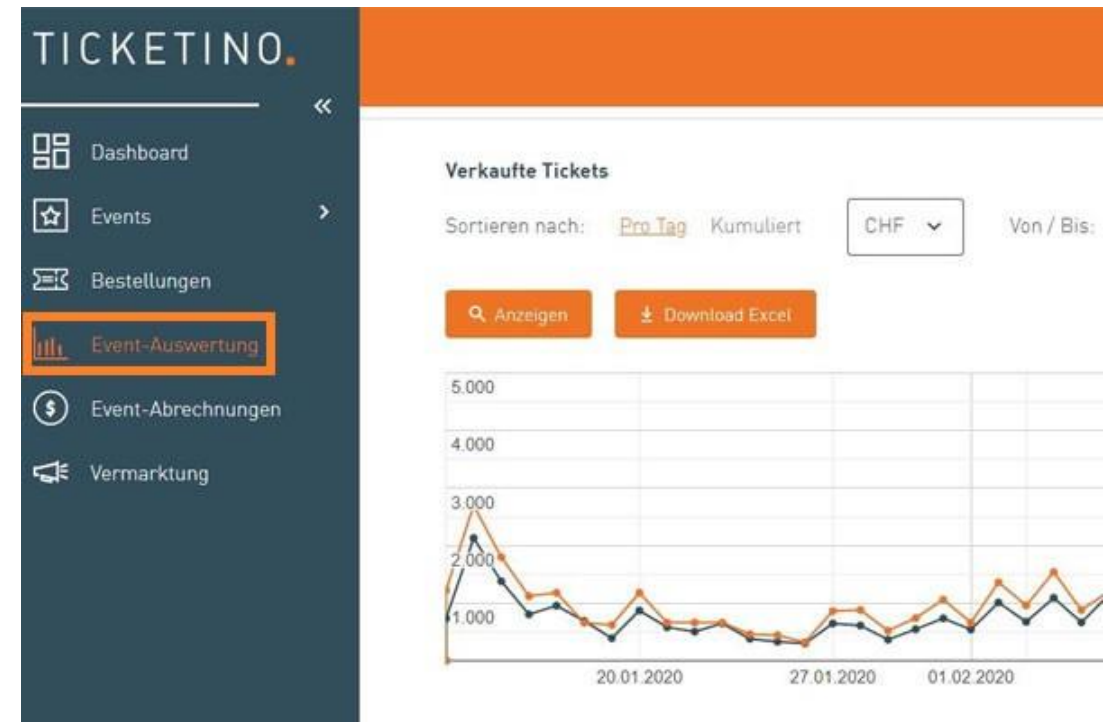 TICKETINO.
«
Dashboard
Events
Bestellungen
Event-Auswertung
Event-Abrechnungen
Vermarktung
Verkaufte Tickets
Sortieren nach: Pro Tag Kumuliert CHF Von / Bis:
Anzeigen Download Excel
5.000
4.000
3.000
2.000
1.000
20.01.2020 27.01.2020 01.02.2020